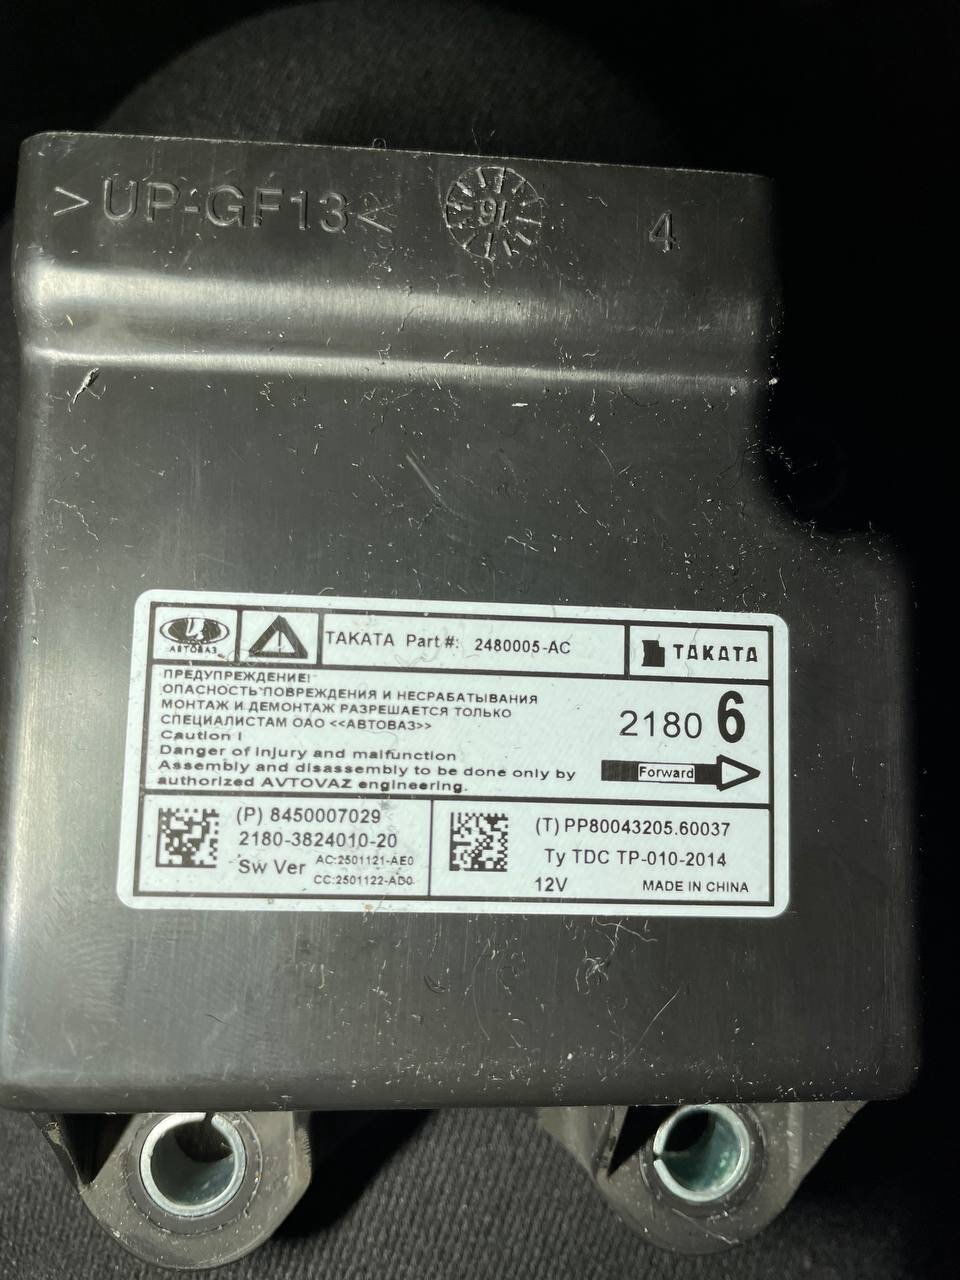 >UP-GF13<
16
4
АВТОВАЗ
TAKATA Part #: 2480005-AC
TAKATA
ПРЕДУПРЕЖДЕНИЕ!
ОПАСНОСТЬ ПОВРЕЖДЕНИЯ И НЕСРАБАТЫВАНИЯ
МОНТАЖ И ДЕМОНТАЖ РАЗРЕШАЕТСЯ ТОЛЬКО
СПЕЦИАЛИСТАМ ОАО <<АВТОВАЗ>>
Caution !
Danger of injury and malfunction
Assembly and disassembly to be done only by
authorized AVTOVAZ engineering.
2180 6
Forward
(P) 8450007029
2180-3824010-20
Sw Ver
AC:2501121-AE0
CC:2501122-AD0
(T) PP80043205.60037
Ty TDC TP-010-2014
12V
MADE IN CHINA